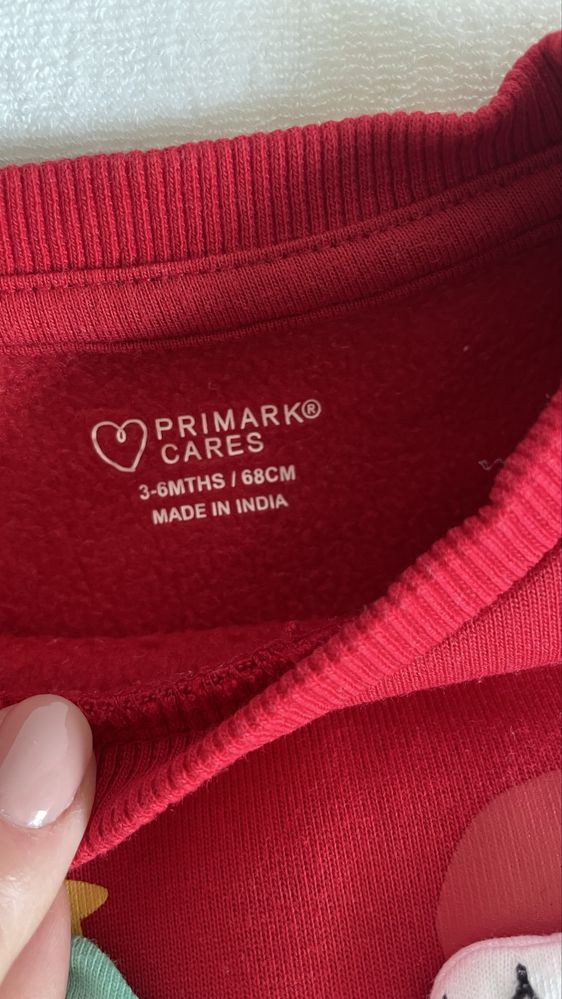 PRIMARK®
CARES
3-6MTHS / 68CM
MADE IN INDIA